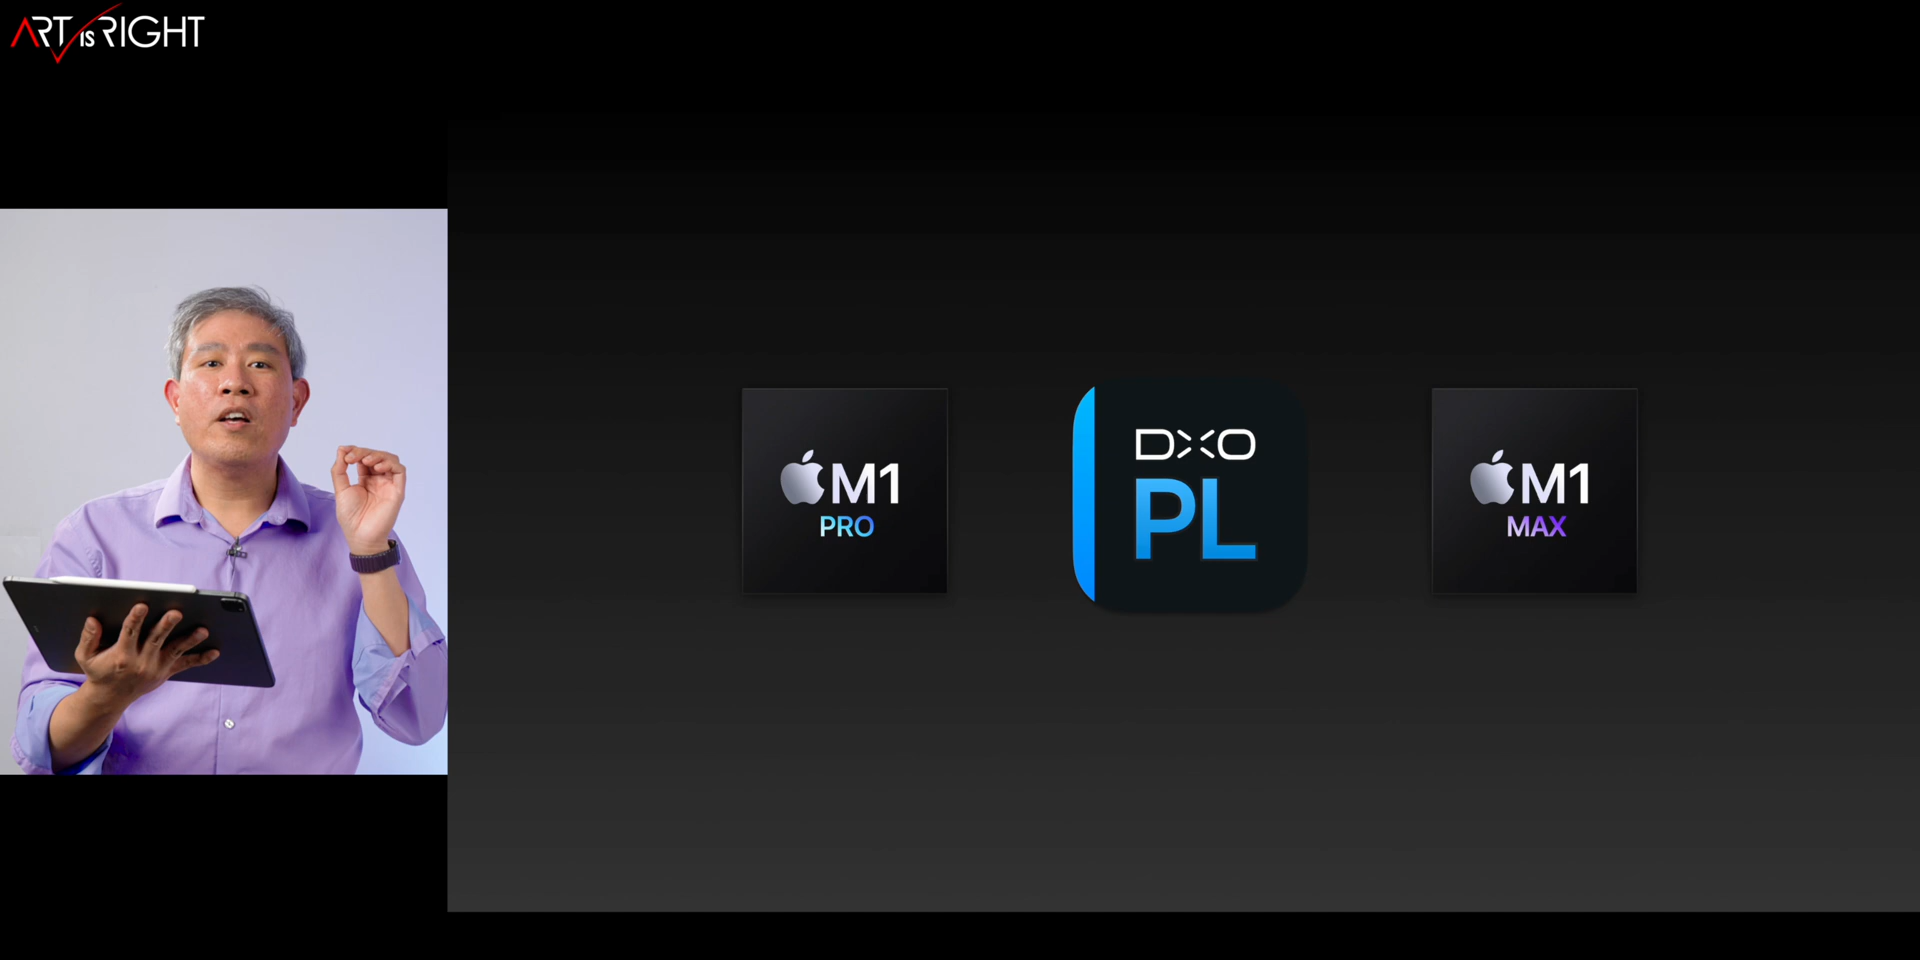 ART IS RIGHT
M1
PRO
DXO
PL
M1
MAX